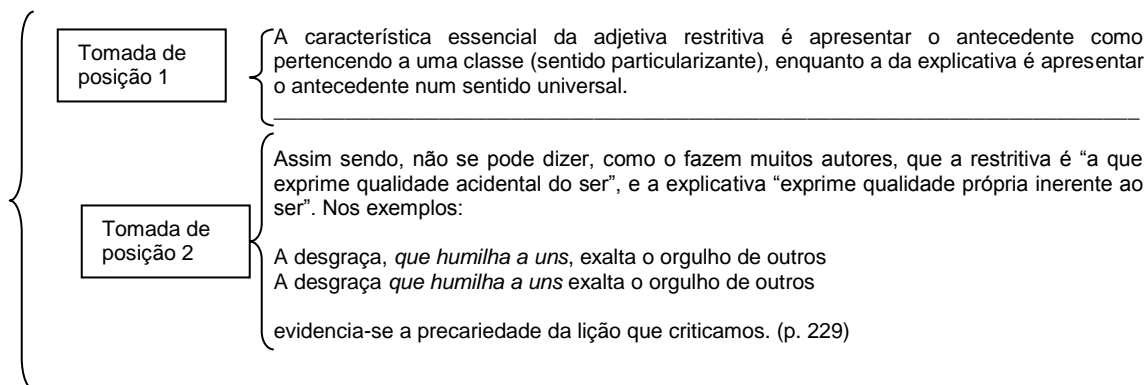 Tomada de
posição 1
A característica essencial da adjetiva restritiva é apresentar o antecedente como
pertencendo a uma classe (sentido particularizante), enquanto a da explicativa é apresentar
o antecedente num sentido universal.
Tomada de
posição 2
Assim sendo, não se pode dizer, como o fazem muitos autores, que a restritiva é “a que
exprime qualidade acidental do ser”, e a explicativa “exprime qualidade própria inerente ao
ser”. Nos exemplos:
A desgraça, que humilha a uns, exalta o orgulho de outros
A desgraça que humilha a uns exalta o orgulho de outros
evidencia-se a precariedade da lição que criticamos. (p. 229)